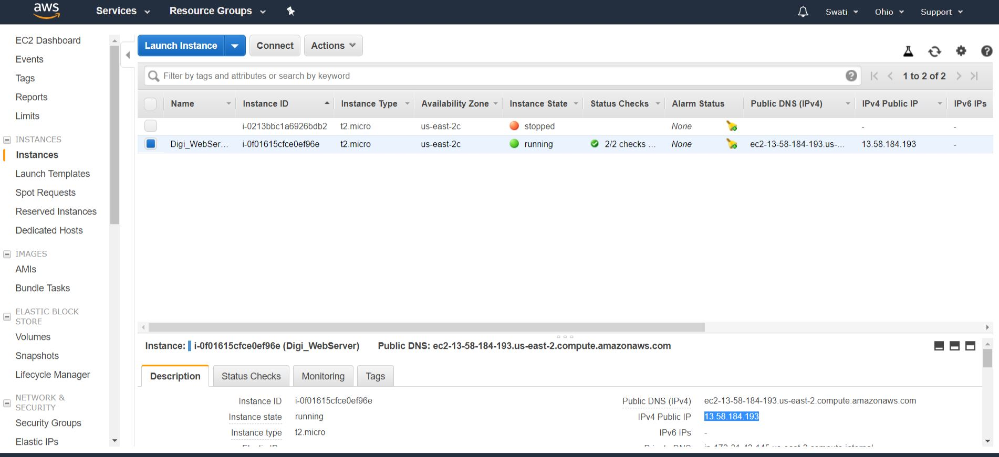 aws Services Resource Groups Swati Ohio Support
EC2 Dashboard
Events
Tags
Reports
Limits
INSTANCES
Instances
Launch Templates
Spot Requests
Reserved Instances
Dedicated Hosts
IMAGES
AMIs
Bundle Tasks
ELASTIC BLOCK
STORE
Volumes
Snapshots
Lifecycle Manager
NETWORK &
SECURITY
Security Groups
Elastic IPs
Launch Instance Connect Actions
Filter by tags and attributes or search by keyword 1 to 2 of 2
Name Instance ID Instance Type Availability Zone Instance State Status Checks Alarm Status Public DNS (IPv4) IPv4 Public IP IPv6 IPs
i-0213bbc1a6926bdb2 t2.micro us-east-2c stopped None - -
Digi_WebSer... i-0f01615cfce0ef96e t2.micro us-east-2c running 2/2 checks ... None ec2-13-58-184-193.us-... 13.58.184.193 -
Instance: i-0f01615cfce0ef96e (Digi_WebServer) Public DNS: ec2-13-58-184-193.us-east-2.compute.amazonaws.com
Description Status Checks Monitoring Tags
Instance ID i-0f01615cfce0ef96e Public DNS (IPv4) ec2-13-58-184-193.us-east-2.compute.amazonaws.com
Instance state running IPv4 Public IP 13.58.184.193
Instance type t2.micro IPv6 IPs -